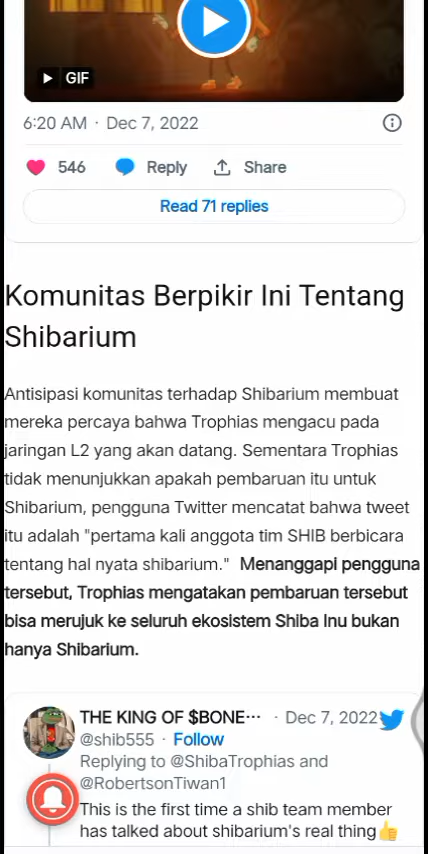 GIF
6:20 AM · Dec 7, 2022
546 Reply Share
Read 71 replies
Komunitas Berpikir Ini Tentang
Shibarium
Antisipasi komunitas terhadap Shibarium membuat
mereka percaya bahwa Trophias mengacu pada
jaringan L2 yang akan datang. Sementara Trophias
tidak menunjukkan apakah pembaruan itu untuk
Shibarium, pengguna Twitter mencatat bahwa tweet
itu adalah "pertama kali anggota tim SHIB berbicara
tentang hal nyata shibarium." Menanggapi pengguna
tersebut, Trophias mengatakan pembaruan tersebut
bisa merujuk ke seluruh ekosistem Shiba Inu bukan
hanya Shibarium.
THE KING OF $BONE··· · Dec 7, 2022
@shib555 · Follow
Replying to @ShibaTrophias and
@RobertsonTiwan1
This is the first time a shib team member
has talked about shibarium's real thing👍